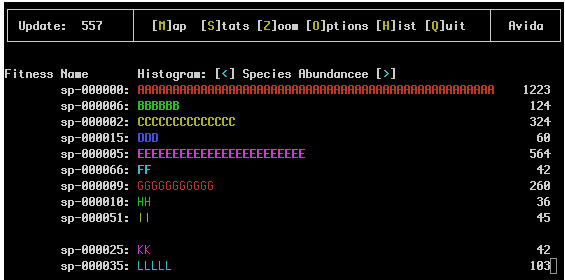 Update: 557 [M]ap [S]tats [Z]oom [O]ptions [H]ist [Q]uit Avida
Fitness Name Histogram: [<] Species Abundancee [>]
sp-000000: AAAAAAAAAAAAAAAAAAAAAAAAAAAAAAAAAAAAAAAAAAAAAAAAAAA 1223
sp-000006: BBBBBB 124
sp-000002: CCCCCCCCCCCCCC 324
sp-000015: DDD 60
sp-000005: EEEEEEEEEEEEEEEEEEEEEEEE 564
sp-000066: FF 42
sp-000009: GGGGGGGGGGG 260
sp-000010: HH 36
sp-000051: II 45
sp-000025: KK 42
sp-000035: LLLLL 103